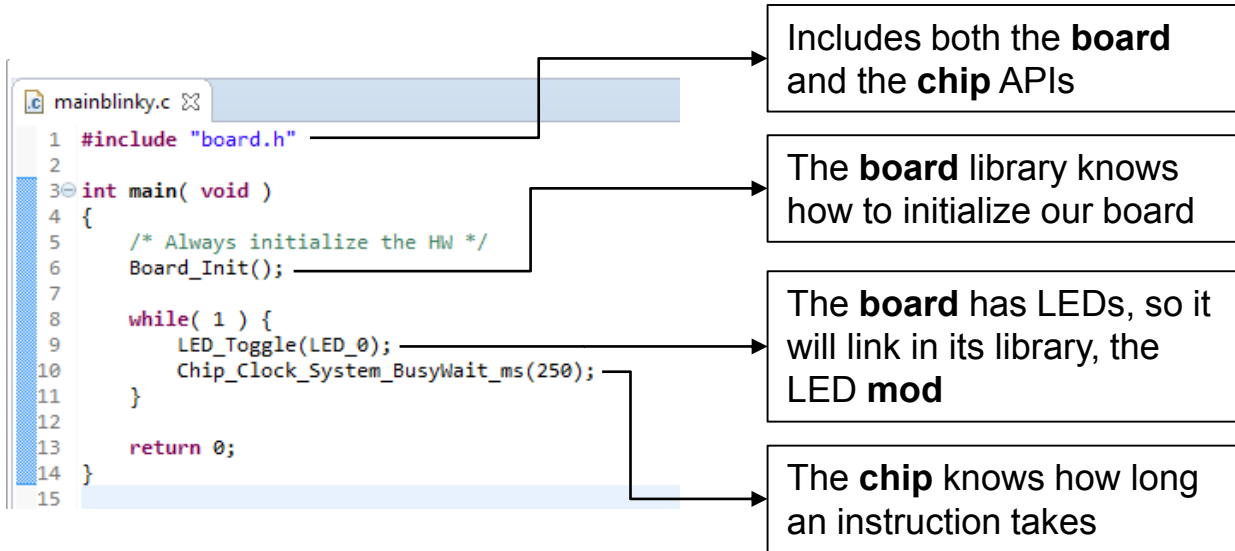 mainblinky.c
1 #include "board.h"
2
3 int main( void )
4 {
5     /* Always initialize the HW */
6     Board_Init();
7
8     while( 1 ) {
9         LED_Toggle(LED_0);
10         Chip_Clock_System_BusyWait_ms(250);
11     }
12
13     return 0;
14 }
15
Includes both the board
and the chip APIs
The board library knows
how to initialize our board
The board has LEDs, so it
will link in its library, the
LED mod
The chip knows how long
an instruction takes